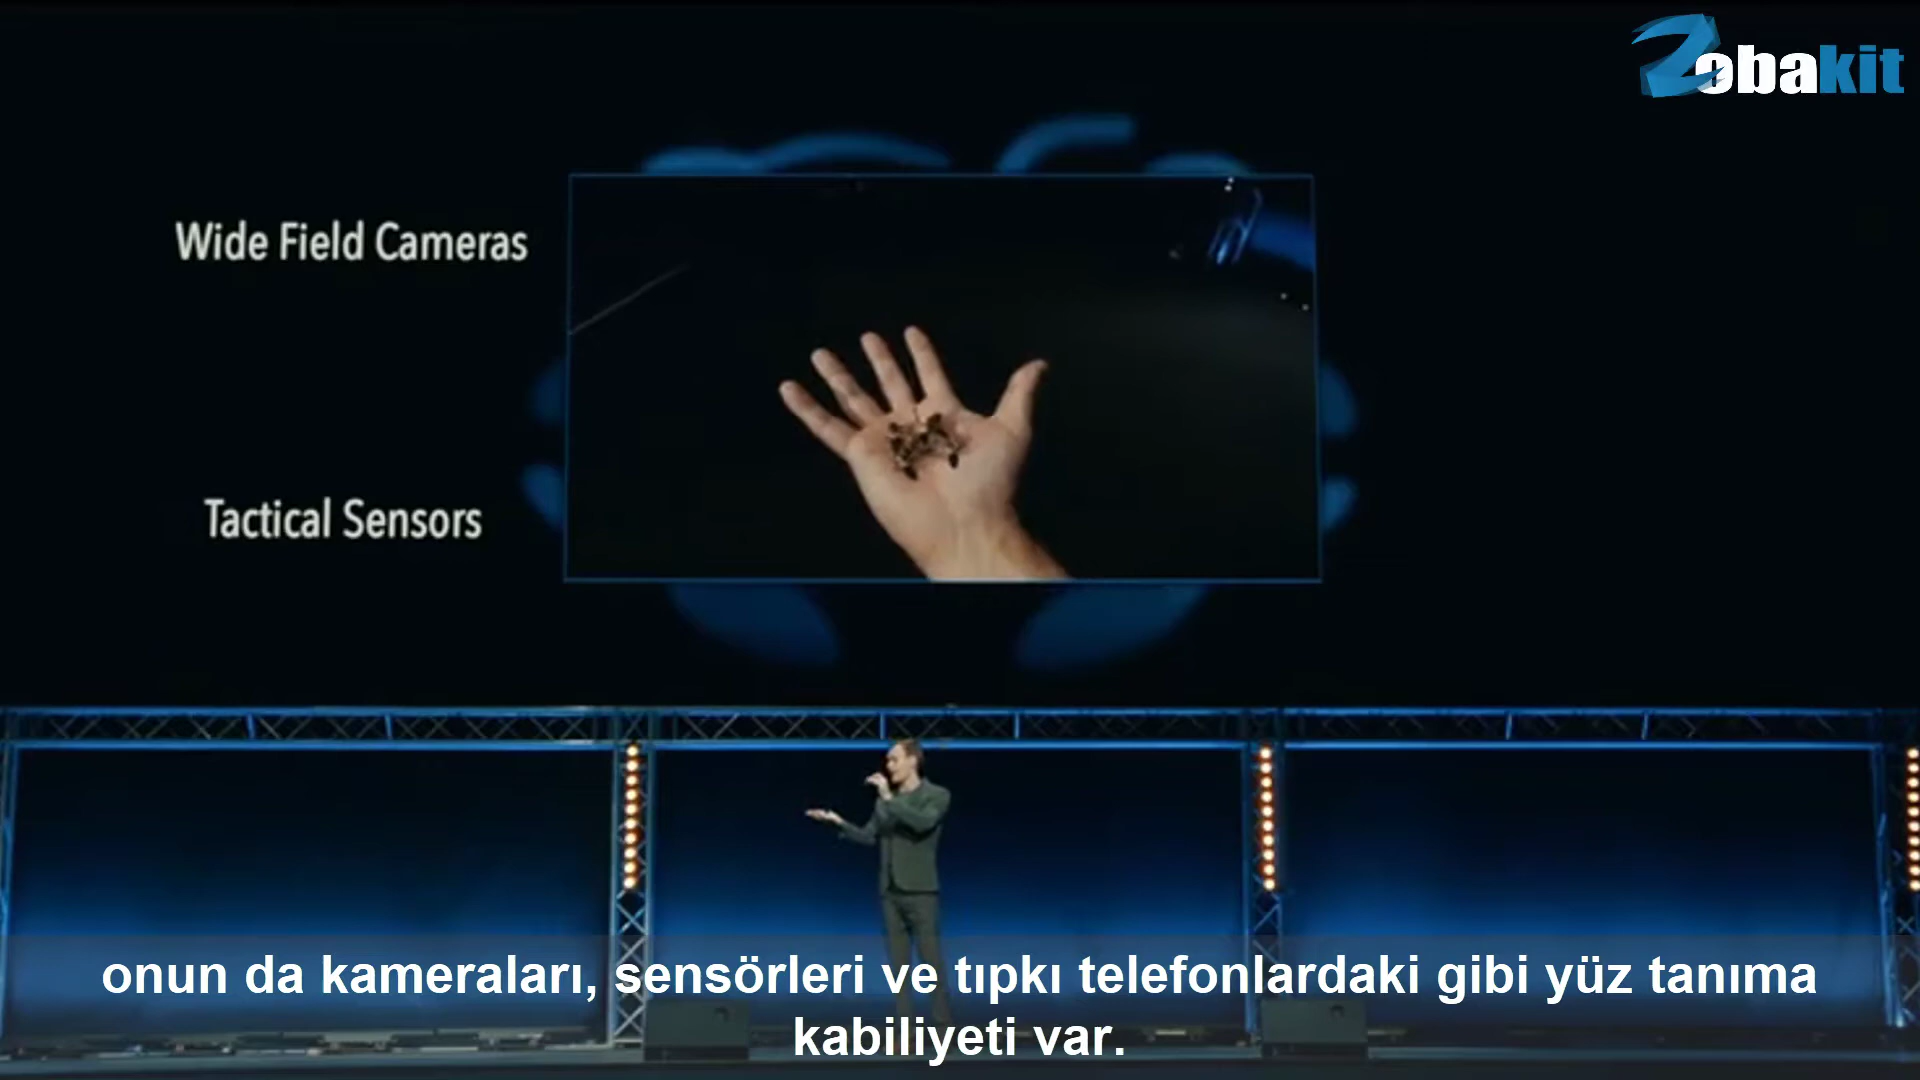 Zobakit
Wide Field Cameras
Tactical Sensors
onun da kameraları, sensörleri ve tıpkı telefonlardaki gibi yüz tanıma
kabiliyeti var.